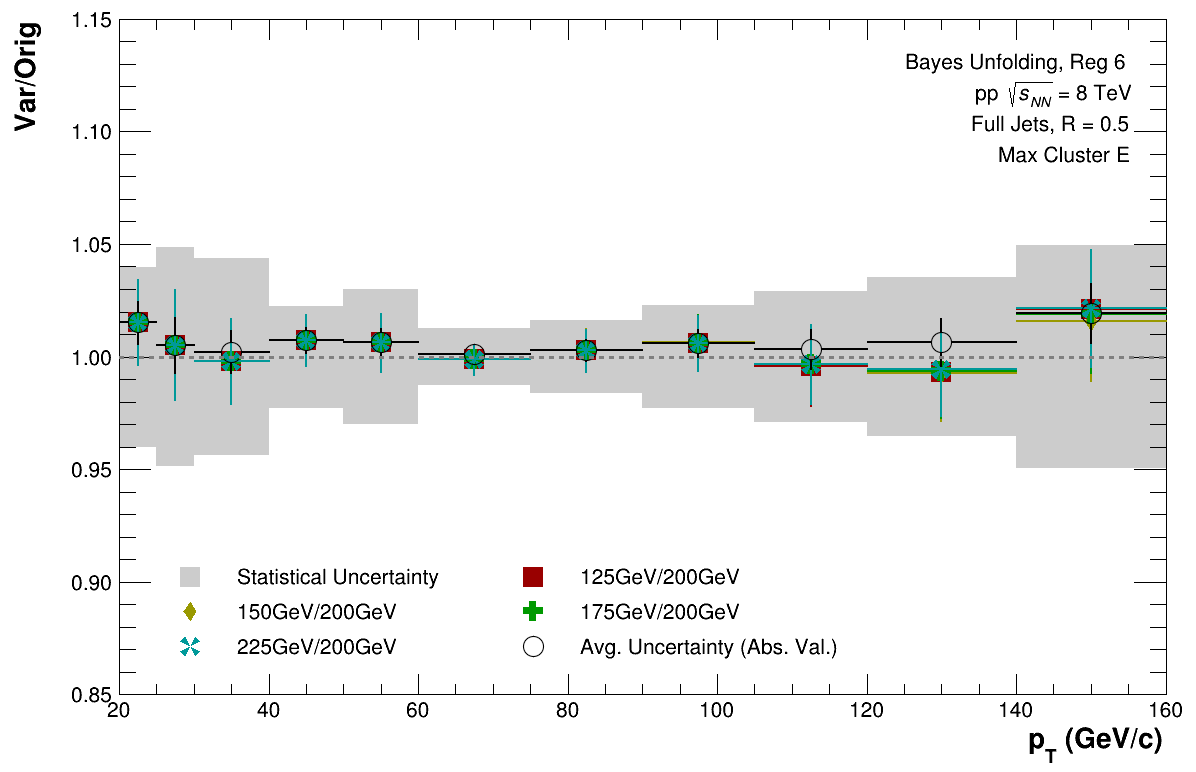 Var/Orig
1.15
1.10
1.05
1.00
0.95
0.90
0.85
Bayes Unfolding, Reg 6
pp √s_NN = 8 TeV
Full Jets, R = 0.5
Max Cluster E
Statistical Uncertainty
125GeV/200GeV
150GeV/200GeV
175GeV/200GeV
225GeV/200GeV
Avg. Uncertainty (Abs. Val.)
20 40 60 80 100 120 140 160
p_T (GeV/c)